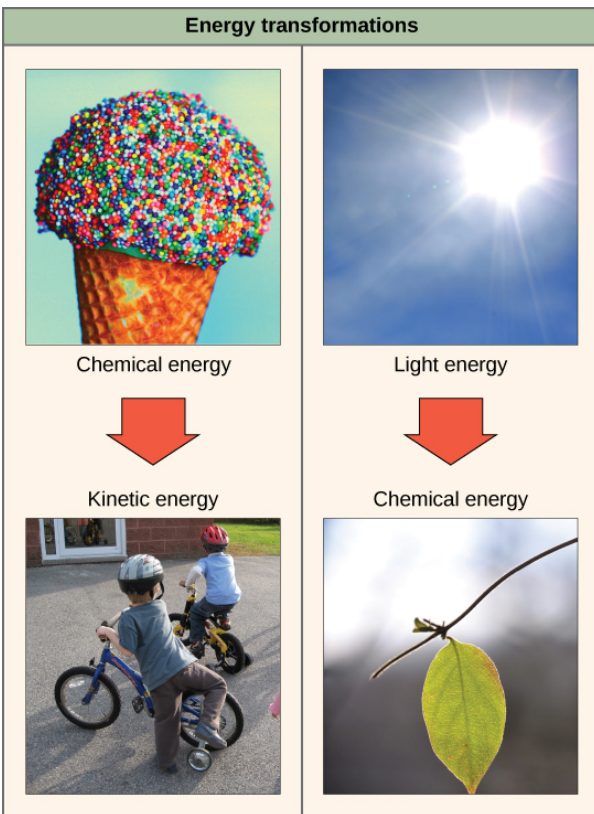 Energy transformations
Chemical energy
Kinetic energy
Light energy
Chemical energy